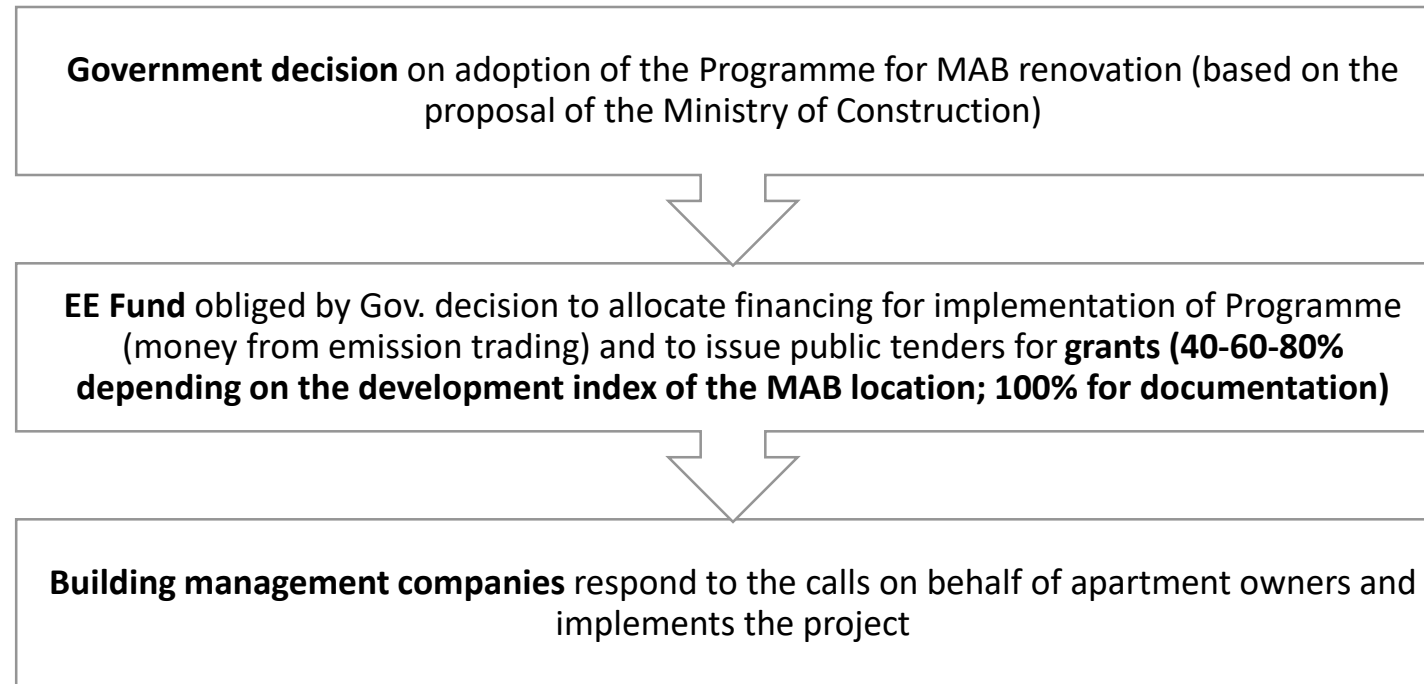 Government decision on adoption of the Programme for MAB renovation (based on the
proposal of the Ministry of Construction)
EE Fund obliged by Gov. decision to allocate financing for implementation of Programme
(money from emission trading) and to issue public tenders for grants (40-60-80%
depending on the development index of the MAB location; 100% for documentation)
Building management companies respond to the calls on behalf of apartment owners and
implements the project